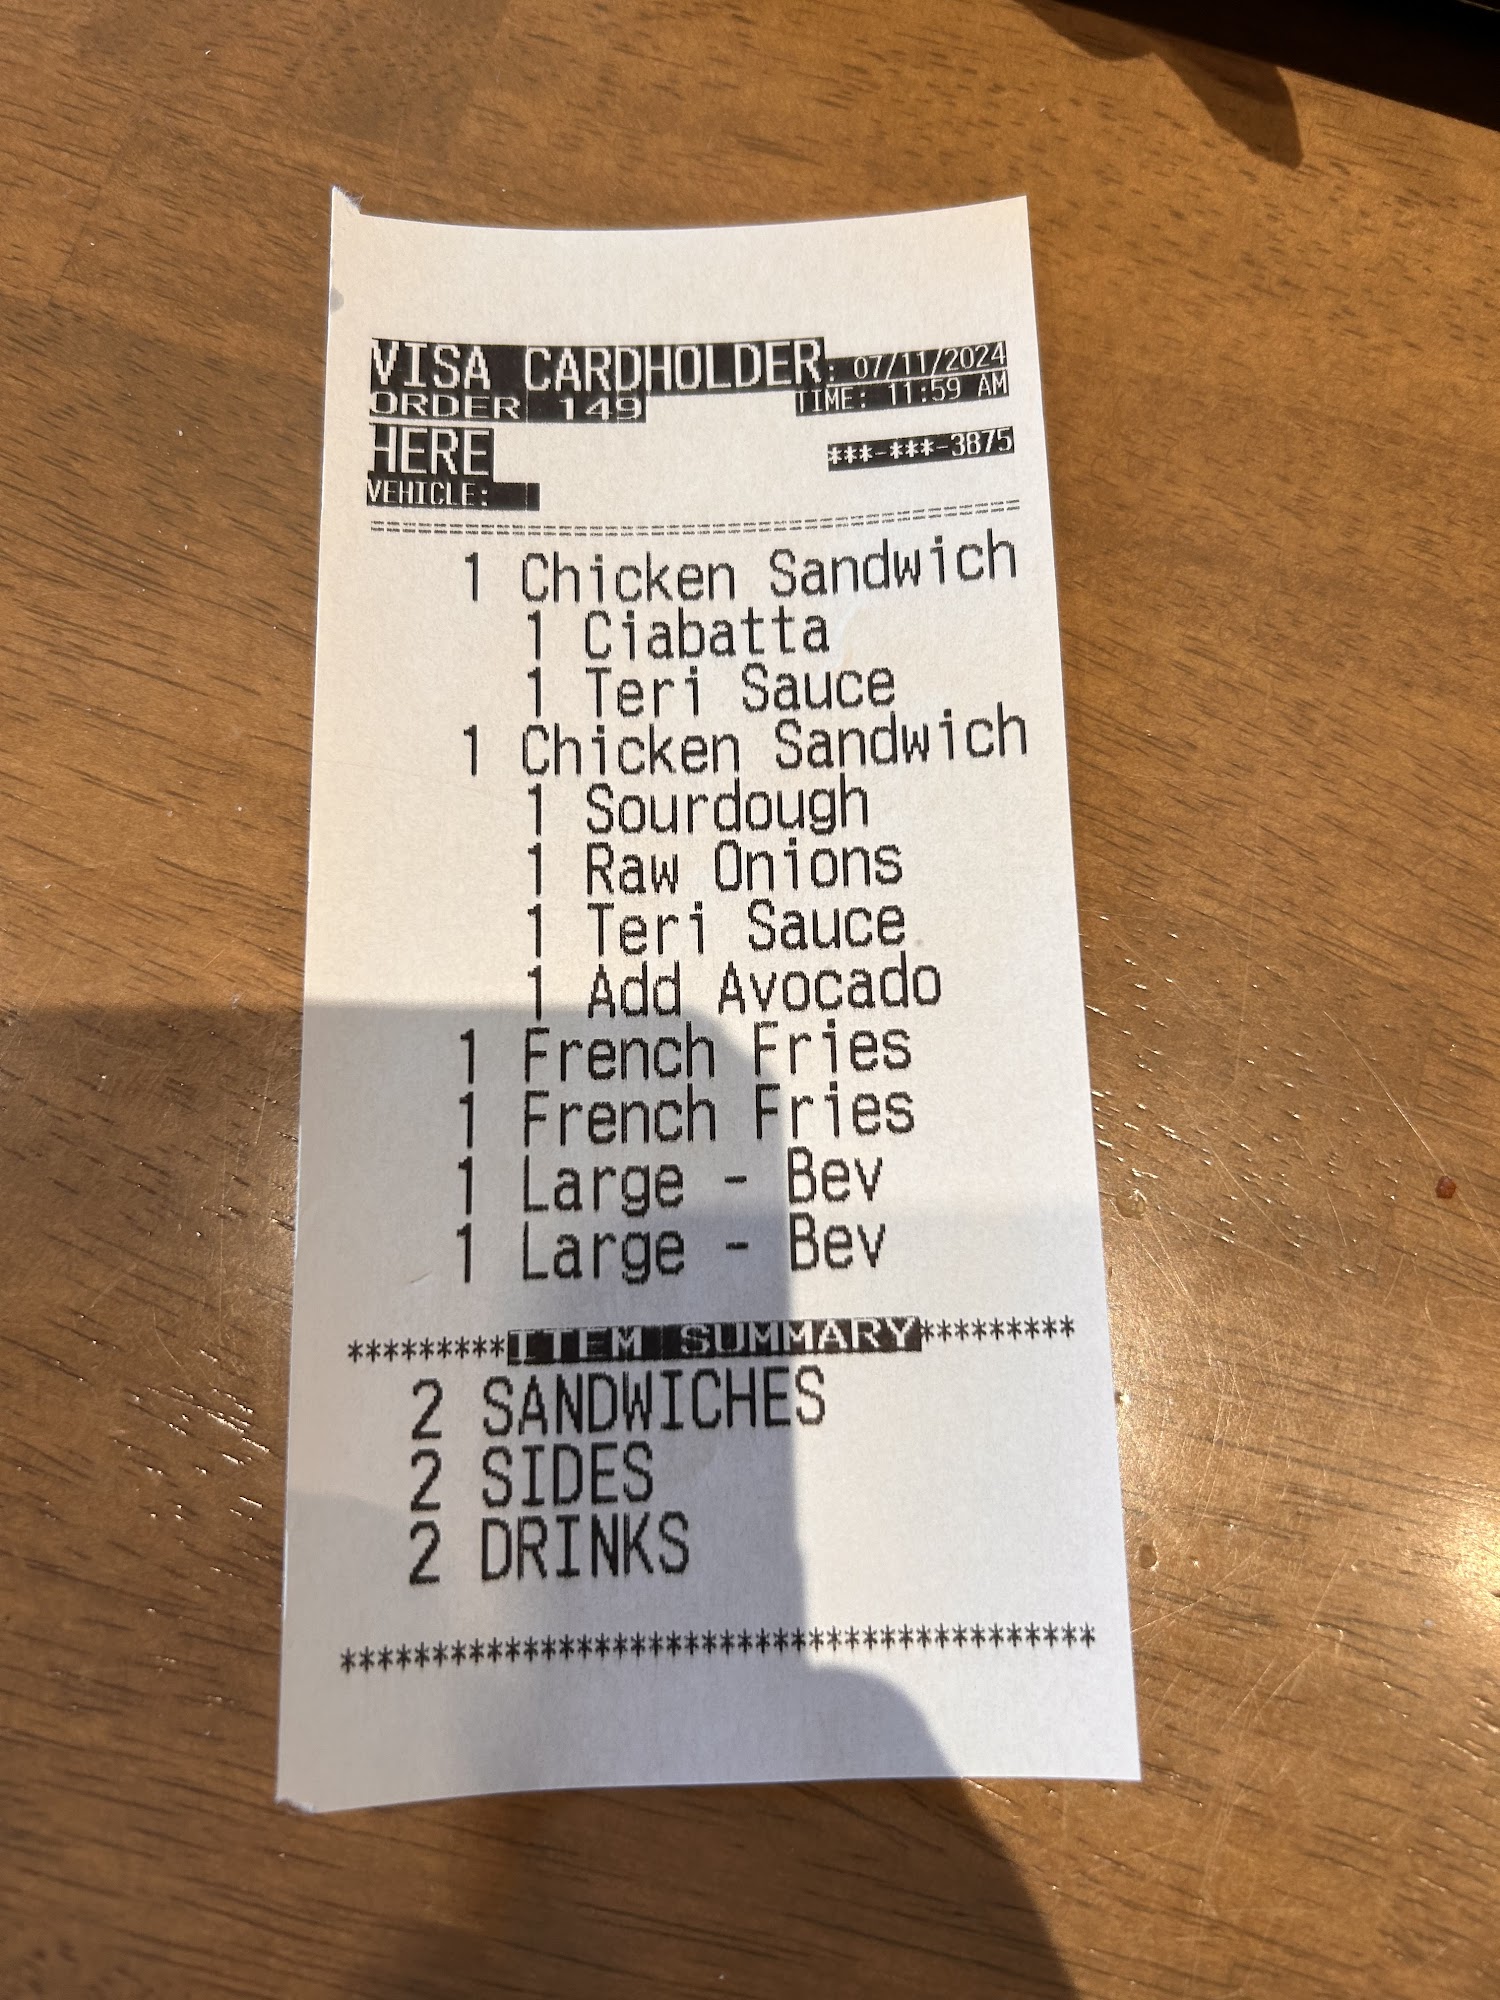 VISA CARDHOLDER: 07/11/2024
ORDER 149 TIME: 11:59 AM
HERE ***-***-3875
VEHICLE:
==================================================
1 Chicken Sandwich
1 Ciabatta
1 Teri Sauce
1 Chicken Sandwich
1 Sourdough
1 Raw Onions
1 Teri Sauce
1 Add Avocado
1 French Fries
1 French Fries
1 Large - Bev
1 Large - Bev
*********ITEM SUMMARY*********
2 SANDWICHES
2 SIDES
2 DRINKS
******************************************